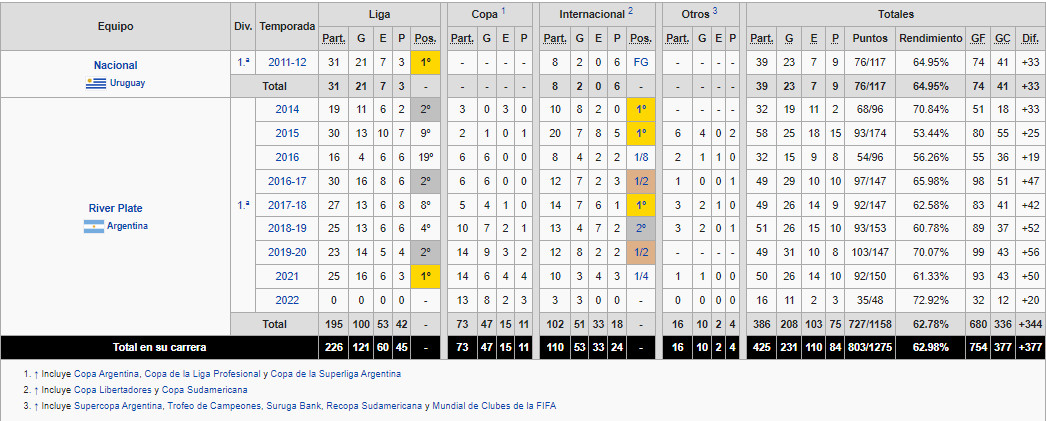 Equipo Div. Temporada Liga Copa 1 Internacional 2 Otros 3 Totales
Part. G E P Pos. Part. G E P Part. G E P Pos. Part. G E P Part. G E P Puntos Rendimiento GF GC Dif.
Nacional Uruguay 1.ª 2011-12 31 21 7 3 1º - - - - 8 2 0 6 FG - - - - 39 23 7 9 76/117 64.95% 74 41 +33
Total 31 21 7 3 - - - - - 8 2 0 6 - - - - - 39 23 7 9 76/117 64.95% 74 41 +33
River Plate Argentina 1.ª 2014 19 11 6 2 2º 3 0 3 0 10 8 2 0 1º - - - - 32 19 11 2 68/96 70.84% 51 18 +33
2015 30 13 10 7 9º 2 1 0 1 20 7 8 5 1º 6 4 0 2 58 25 18 15 93/174 53.44% 80 55 +25
2016 16 4 6 6 19º 6 6 0 0 8 4 2 2 1/8 2 1 1 0 32 15 9 8 54/96 56.26% 55 36 +19
2016-17 30 16 8 6 2º 6 6 0 0 12 7 2 3 1/2 1 0 0 1 49 29 10 10 97/147 65.98% 98 51 +47
2017-18 27 13 6 8 8º 5 4 1 0 14 7 6 1 1º 3 2 1 0 49 26 14 9 92/147 62.58% 83 41 +42
2018-19 25 13 6 6 4º 10 7 2 1 13 4 7 2 2º 3 2 0 1 51 26 15 10 93/153 60.78% 89 37 +52
2019-20 23 14 5 4 2º 14 9 3 2 12 8 2 2 1/2 - - - - 49 31 10 8 103/147 70.07% 99 43 +56
2021 25 16 6 3 1º 14 6 4 4 10 3 4 3 1/4 1 1 0 0 50 26 14 10 92/150 61.33% 93 43 +50
2022 0 0 0 0 - 13 8 2 3 3 3 0 0 - 0 0 0 0 16 11 2 3 35/48 72.92% 32 12 +20
Total 195 100 53 42 - 73 47 15 11 102 51 33 18 - 16 10 2 4 386 208 103 75 727/1158 62.78% 680 336 +344
Total en su carrera 226 121 60 45 - 73 47 15 11 110 53 33 24 - 16 10 2 4 425 231 110 84 803/1275 62.98% 754 377 +377
1. ↑ Incluye Copa Argentina, Copa de la Liga Profesional y Copa de la Superliga Argentina
2. ↑ Incluye Copa Libertadores y Copa Sudamericana
3. ↑ Incluye Supercopa Argentina, Trofeo de Campeones, Suruga Bank, Recopa Sudamericana y Mundial de Clubes de la FIFA